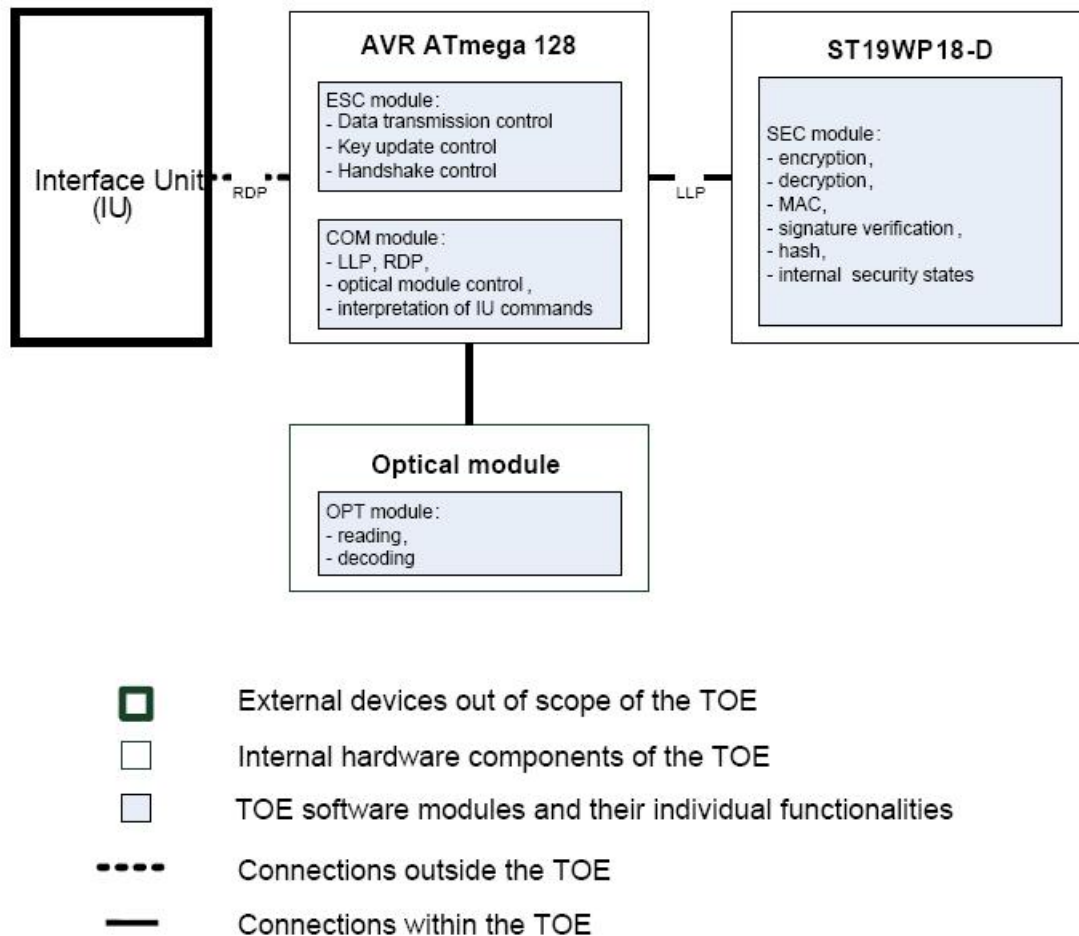 AVR ATmega 128
ST19WP18-D
ESC module:
- Data transmission control
- Key update control
- Handshake control
SEC module:
- encryption,
- decryption,
- MAC,
- signature verification,
- hash,
- internal security states
Interface Unit
(IU)
RDP
LLP
COM module:
- LLP, RDP,
- optical module control,
- interpretation of IU commands
Optical module
OPT module:
- reading,
- decoding
External devices out of scope of the TOE
Internal hardware components of the TOE
TOE software modules and their individual functionalities
Connections outside the TOE
Connections within the TOE